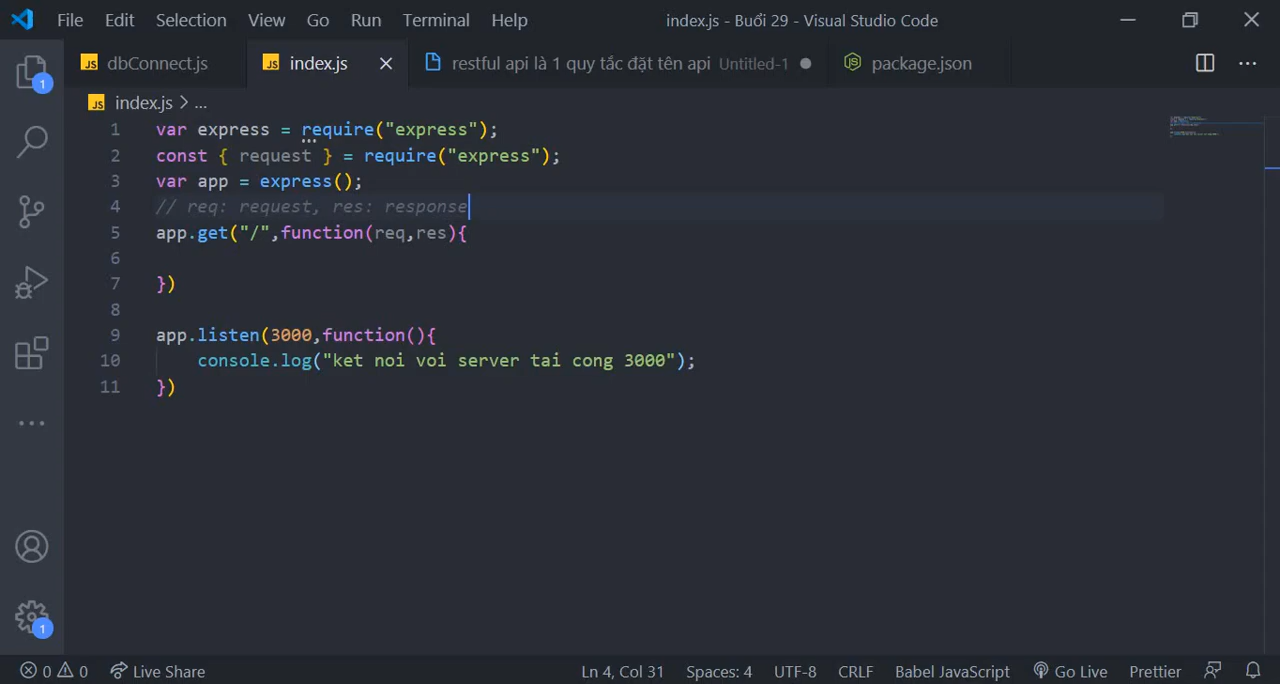 File Edit Selection View Go Run Terminal Help index.js - Buổi 29 - Visual Studio Code
JS dbConnect.js JS index.js restful api là 1 quy tắc đặt tên api Untitled-1 package.json
1
JS index.js > ...
1 var express = require("express");
2 const { request } = require("express");
3 var app = express();
4 // req: request, res: response
5 app.get("/",function(req,res){
6
7 })
8
9 app.listen(3000,function(){
10 console.log("ket noi voi server tai cong 3000");
11 })
1
0 0 Live Share Ln 4, Col 31 Spaces: 4 UTF-8 CRLF Babel JavaScript Go Live Prettier